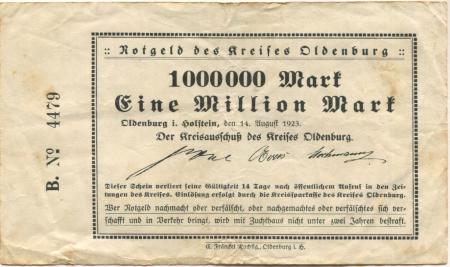 :: Notgeld des Kreises Oldenburg ::
1000000 Mark
Eine Million Mark
Oldenburg i. Holstein, den 14. August 1923.
Der Kreisausschuß des Kreises Oldenburg.
Dieser Schein verliert seine Gültigkeit 14 Tage nach öffentlichem Aufruf in den Zei-
tungen des Kreises. Einlösung erfolgt durch die Kreissparkasse des Kreises Oldenburg.
Wer Notgeld nachmacht oder verfälscht, oder nachgemachtes oder verfälschtes sich ver-
schafft und in Verkehr bringt, wird mit Zuchthaus nicht unter zwei Jahren bestraft.
C. Fränckel Nachflg., Oldenburg i. H.
B. № 4479